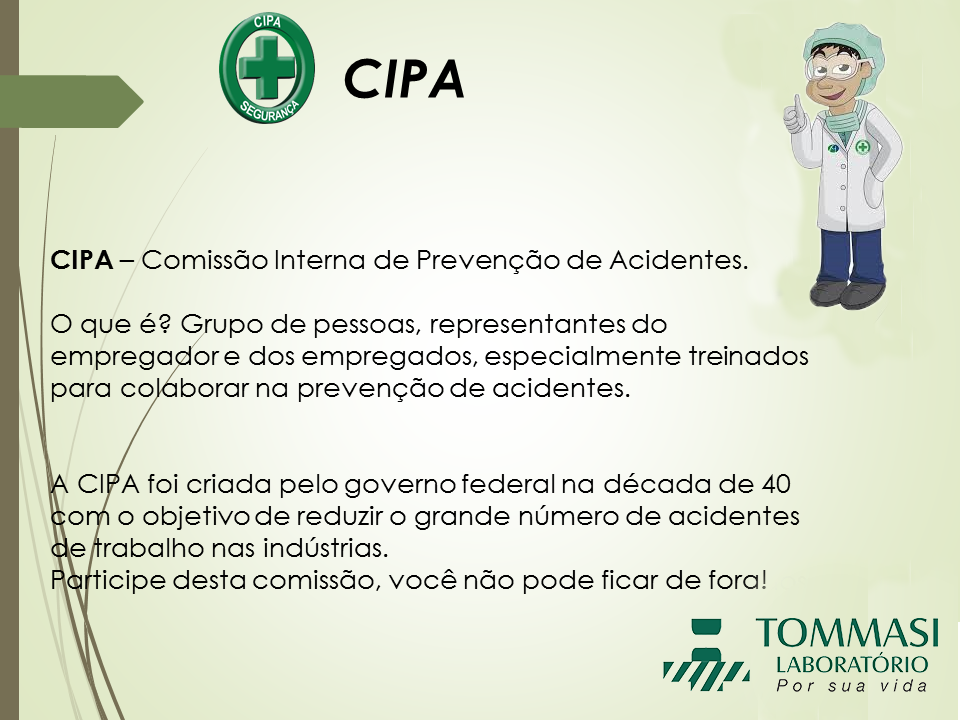 CIPA
SEGURANÇA
CIPA
CIPA – Comissão Interna de Prevenção de Acidentes.
O que é? Grupo de pessoas, representantes do
empregador e dos empregados, especialmente treinados
para colaborar na prevenção de acidentes.
A CIPA foi criada pelo governo federal na década de 40
com o objetivo de reduzir o grande número de acidentes
de trabalho nas indústrias.
Participe desta comissão, você não pode ficar de fora!
TOMMASI
LABORATÓRIO
Por sua vida